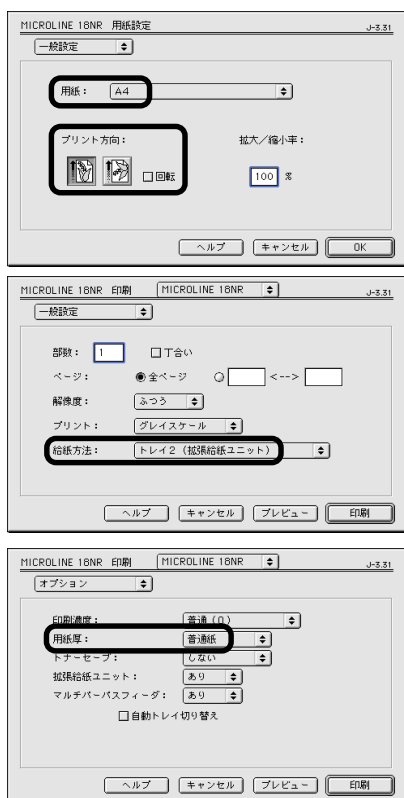 MICROLINE 18NR 用紙設定 J-3.31
一般設定
用紙： A4
プリント方向： 拡大／縮小率：
回転 100 %
ヘルプ キャンセル OK
MICROLINE 18NR 印刷 MICROLINE 18NR J-3.31
一般設定
部数： 1 丁合い
ページ： 全ページ <-->
解像度： ふつう
プリント： グレイスケール
給紙方法： トレイ2（拡張給紙ユニット）
ヘルプ キャンセル プレビュー 印刷
MICROLINE 18NR 印刷 MICROLINE 18NR J-3.31
オプション
印刷濃度： 普通（0）
用紙厚： 普通紙
トナーセーブ： しない
拡張給紙ユニット： あり
マルチパーパスフィーダ： あり
自動トレイ切り替え
ヘルプ キャンセル プレビュー 印刷